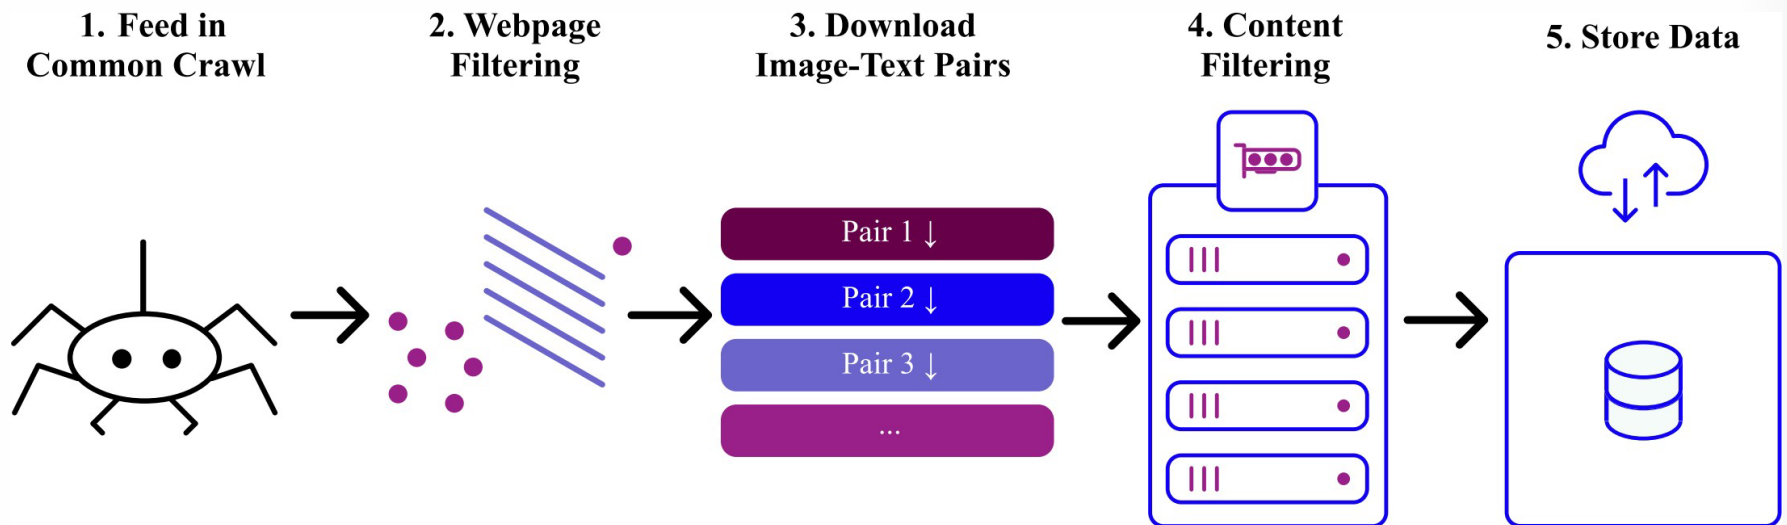 1. Feed in
Common Crawl
2. Webpage
Filtering
3. Download
Image-Text Pairs
4. Content
Filtering
5. Store Data
Pair 1 ↓
Pair 2 ↓
Pair 3 ↓
...